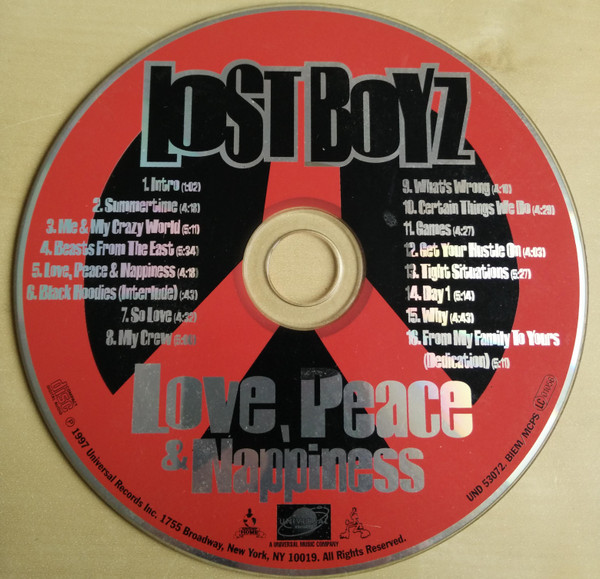 LOST BOYZ
1. Intro (1:02)
2. Summertime (4:18)
3. Me & My Crazy World (5:11)
4. Beasts From The East (5:34)
5. Love, Peace & Nappiness (4:18)
6. Black Hoodies (Interlude) (:43)
7. So Love (4:32)
8. My Crew
9. What's Wrong
10. Certain Things We Do (4:29)
11. Games (4:27)
12. Get Your Hustle On (4:03)
13. Tight Situations (5:27)
14. Day 1 (5:14)
15. Why (4:43)
16. From My Family To Yours
(Dedication) (5:11)
Love, Peace
& Nappiness
℗ 1997 Universal Records Inc. 1755 Broadway, New York, NY 10019. All Rights Reserved.
UND 53072. BIEM. MCPS
UNIVERSAL
A UNIVERSAL MUSIC COMPANY